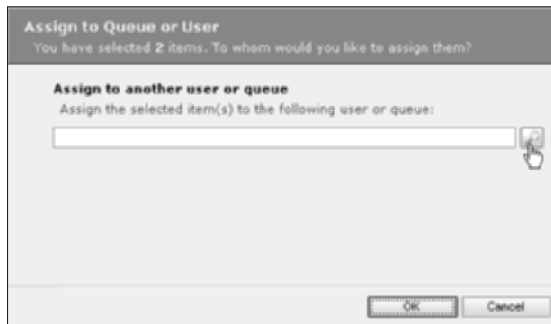 Assign to Queue or User
You have selected 2 items. To whom would you like to assign them?
Assign to another user or queue
Assign the selected item(s) to the following user or queue:
OK
Cancel